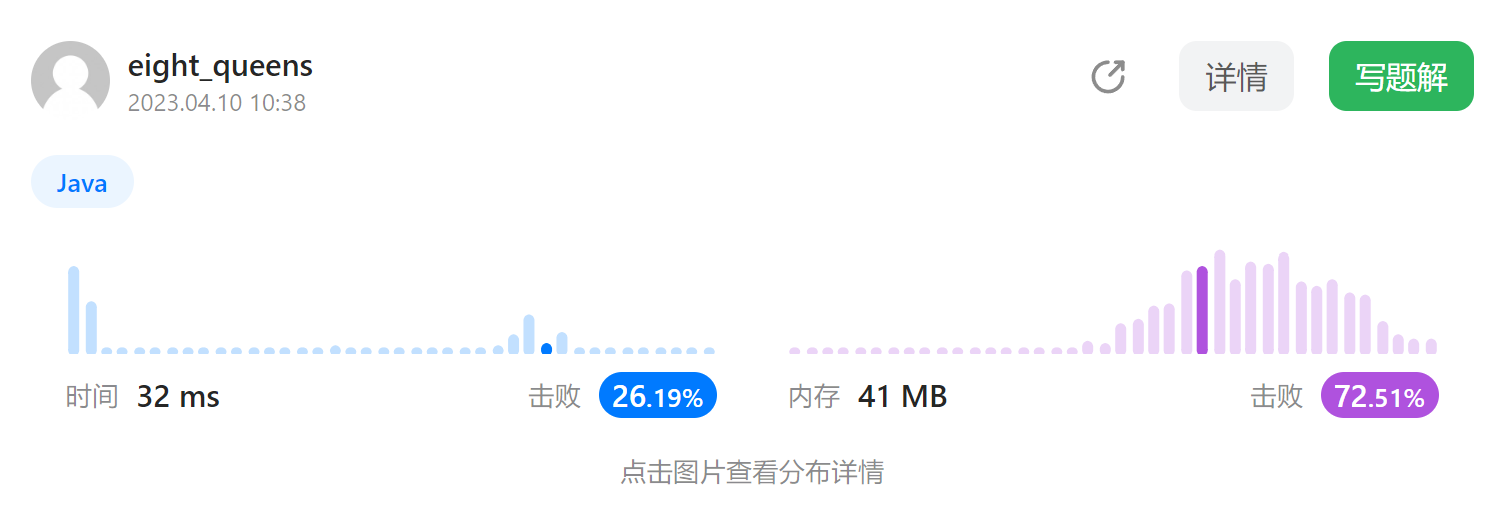 eight_queens
2023.04.10 10:38
详情
写题解
Java
时间 32 ms 击败 26.19%
内存 41 MB 击败 72.51%
点击图片查看分布详情